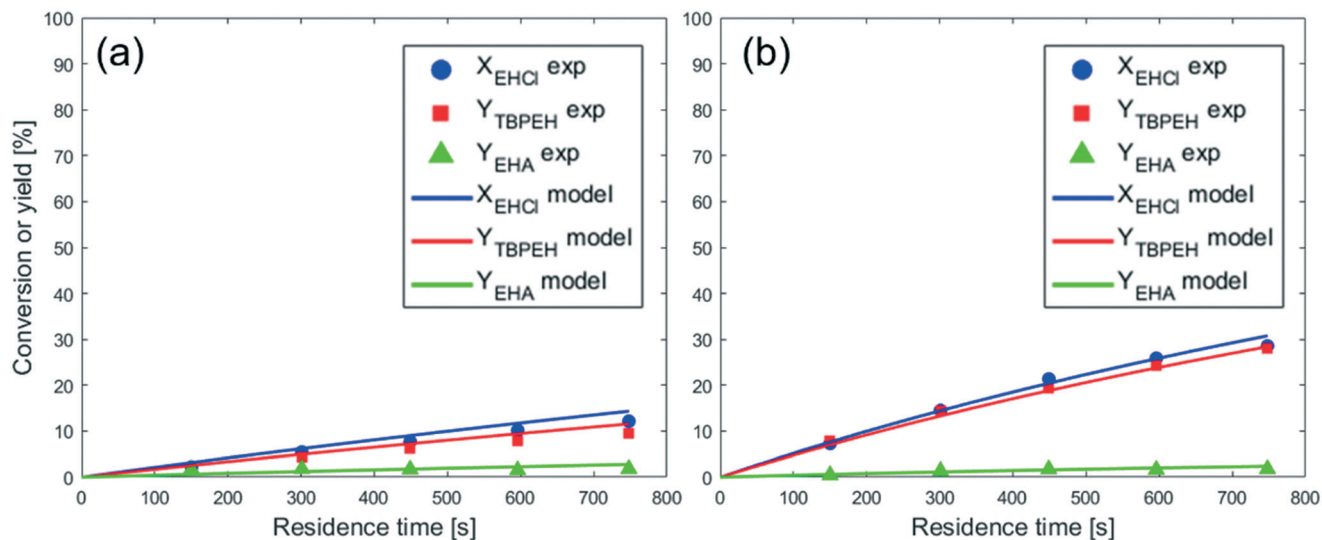 (a)
Conversion or yield [%]
100
90
80
70
60
50
40
30
20
10
0
X_EHCl exp
Y_TBPEH exp
Y_EHA exp
X_EHCl model
Y_TBPEH model
Y_EHA model
0 100 200 300 400 500 600 700 800
Residence time [s]
(b)
100
90
80
70
60
50
40
30
20
10
0
X_EHCl exp
Y_TBPEH exp
Y_EHA exp
X_EHCl model
Y_TBPEH model
Y_EHA model
0 100 200 300 400 500 600 700 800
Residence time [s]